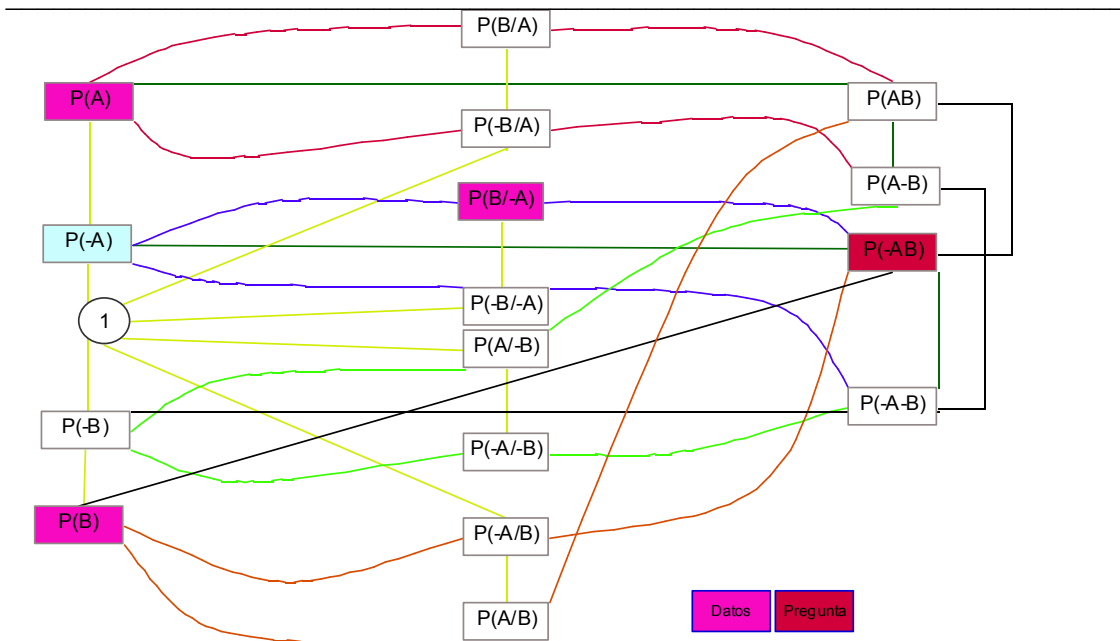 P(B/A)
P(A)
P(AB)
P(-B/A)
P(A-B)
P(B/-A)
P(-A)
P(-AB)
P(-B/-A)
1
P(A/-B)
P(-A-B)
P(-B)
P(-A/-B)
P(B)
P(-A/B)
P(A/B)
Datos
Pregunta